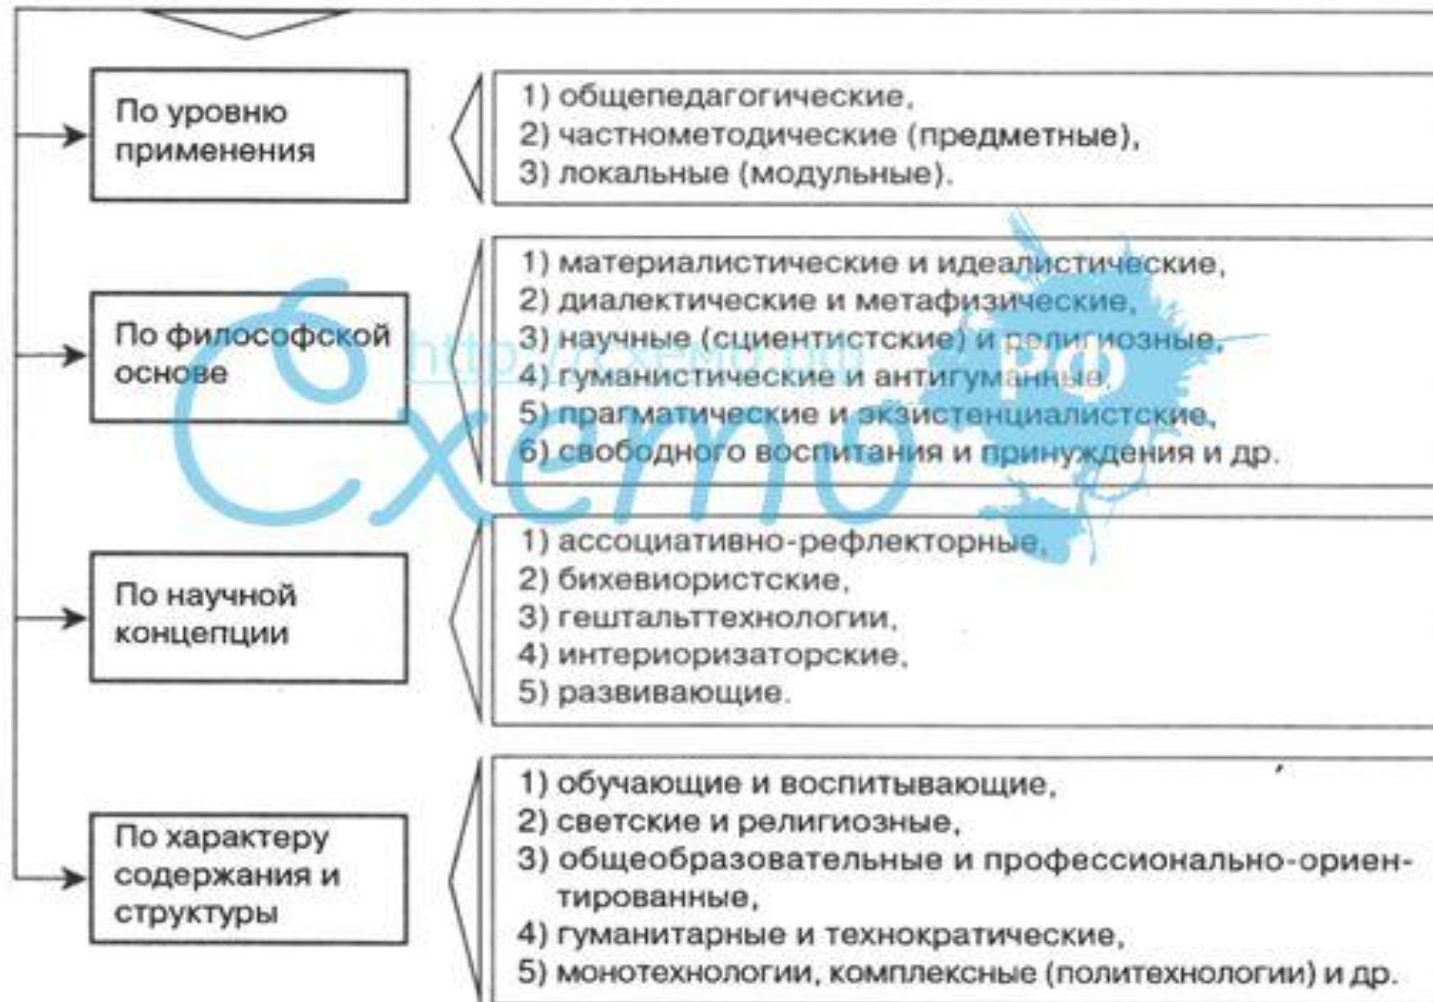 По уровню
применения
1) общепедагогические,
2) частнометодические (предметные),
3) локальные (модульные).
По философской
основе
1) материалистические и идеалистические,
2) диалектические и метафизические,
3) научные (сциентистские) и религиозные,
4) гуманистические и антигуманные,
5) прагматические и экзистенциалистские,
6) свободного воспитания и принуждения и др.
http://
Схемо
РФ
По научной
концепции
1) ассоциативно-рефлекторные,
2) бихевиористские,
3) гештальттехнологии,
4) интериоризаторские,
5) развивающие.
По характеру
содержания и
структуры
1) обучающие и воспитывающие,
2) светские и религиозные,
3) общеобразовательные и профессионально-ориен-
тированные,
4) гуманитарные и технократические,
5) монотехнологии, комплексные (политехнологии) и др.